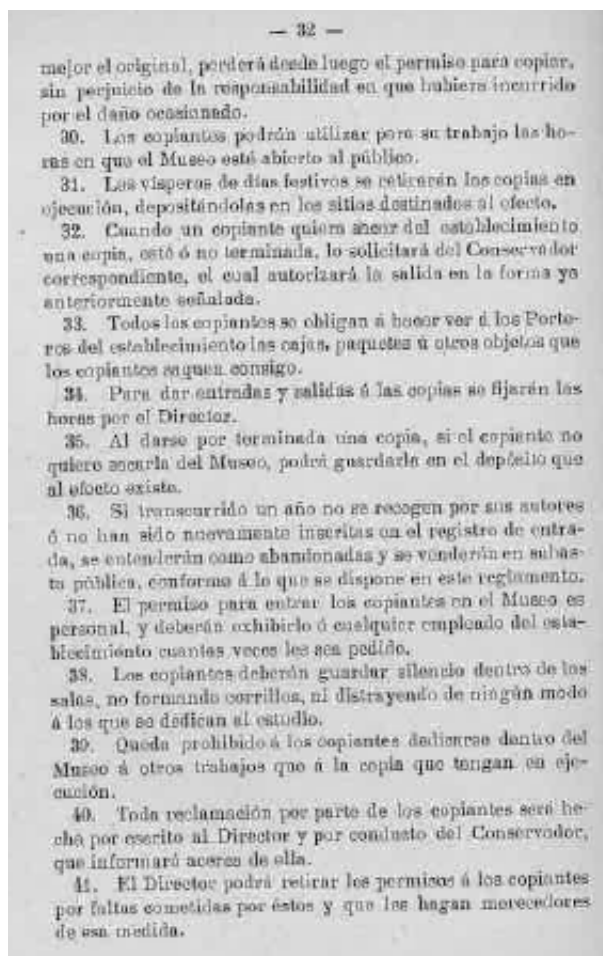 — 32 —
mejor el original, perderá desde luego el permiso para copiar,
sin perjuicio de la responsabilidad en que hubiera incurrido
por el daño ocasionado.
30. Los copiantes podrán utilizar para su trabajo las ho-
ras en que el Museo esté abierto al público.
31. Las vísperas de días festivos se retirarán las copias en
ejecución, depositándolas en los sitios destinados al efecto.
32. Cuando un copiante quiera sacar del establecimiento
una copia, esté ó no terminada, lo solicitará del Conservador
correspondiente, el cual autorizará la salida en la forma ya
anteriormente señalada.
33. Todos los copiantes se obligan á hacer ver á los Porte-
ros del establecimiento las cajas, paquetes ú otros objetos que
los copiantes saquen consigo.
34. Para dar entradas y salidas á las copias se fijarán las
horas por el Director.
35. Al darse por terminada una copia, si el copiante no
quiere sacarla del Museo, podrá guardarla en el depósito que
al efecto existe.
36. Si transcurrido un año no se recogen por sus autores
ó no han sido nuevamente inscritas en el registro de entra-
da, se entenderán como abandonadas y se venderán en subas-
ta pública, conforme á lo que se dispone en este reglamento.
37. El permiso para entrar los copiantes en el Museo es
personal, y deberán exhibirlo á cualquier empleado del esta-
blecimiento cuantas veces les sea pedido.
38. Los copiantes deberán guardar silencio dentro de las
salas, no formando corrillos, ni distrayendo de ningún modo
á los que se dedican al estudio.
39. Queda prohibido á los copiantes dedicarse dentro del
Museo á otros trabajos que á la copia que tengan en eje-
cución.
40. Toda reclamación por parte de los copiantes será he-
cha por escrito al Director y por conducto del Conservador,
que informará acerca de ella.
41. El Director podrá retirar los permisos á los copiantes
por faltas cometidas por éstos y que les hagan merecedores
de esa medida.